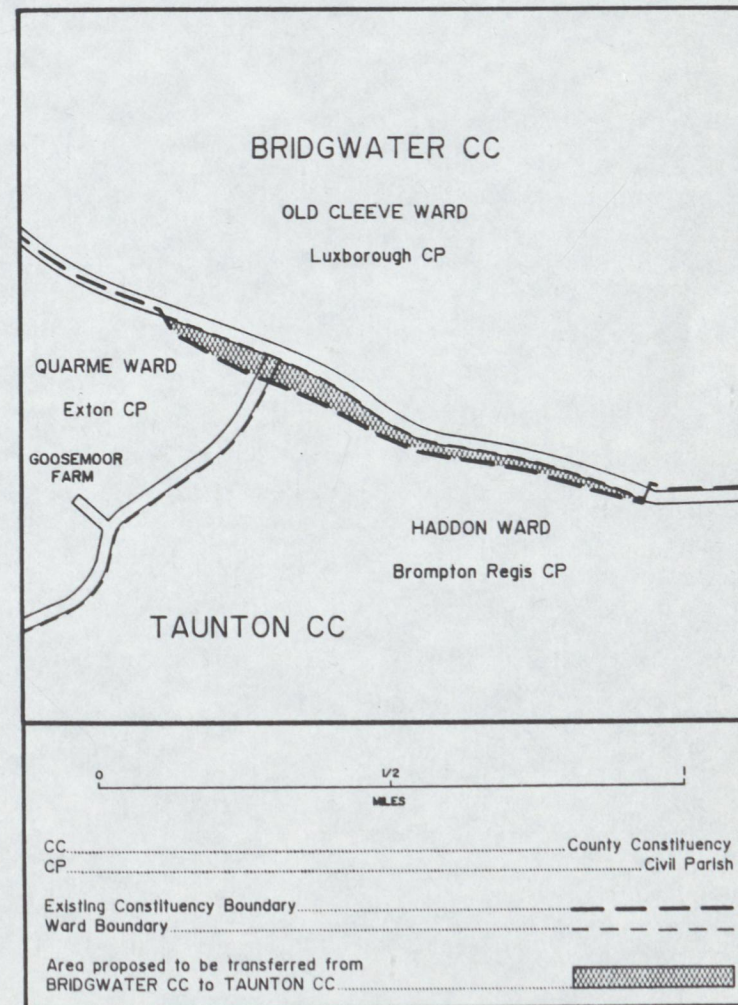 BRIDGWATER CC
OLD CLEEVE WARD
Luxborough CP
QUARME WARD
Exton CP
GOOSEMOOR
FARM
HADDON WARD
Brompton Regis CP
TAUNTON CC
0 1/2 1
MILES
CC County Constituency
CP Civil Parish
Existing Constituency Boundary
Ward Boundary
Area proposed to be transferred from
BRIDGWATER CC to TAUNTON CC